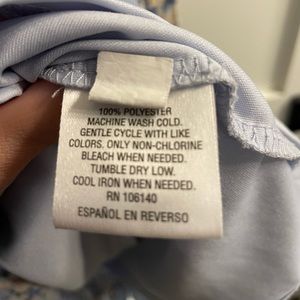 100% POLYESTER
MACHINE WASH COLD.
GENTLE CYCLE WITH LIKE
COLORS. ONLY NON-CHLORINE
BLEACH WHEN NEEDED.
TUMBLE DRY LOW.
COOL IRON WHEN NEEDED.
RN 106140
ESPAÑOL EN REVERSO